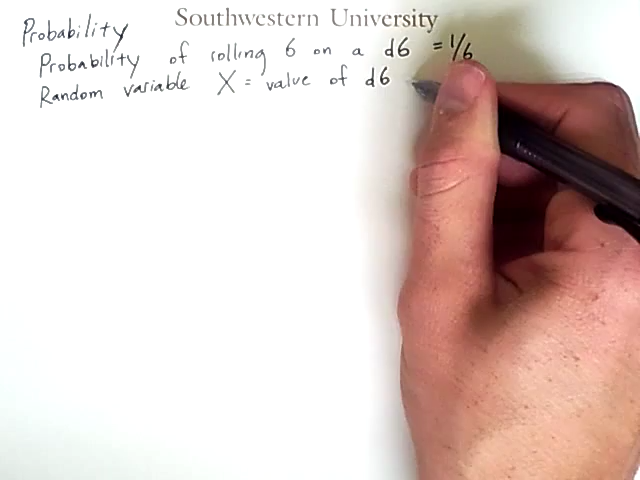 Southwestern University
Probability
Probability of rolling 6 on a d6 = 1/6
Random variable X = value of d6